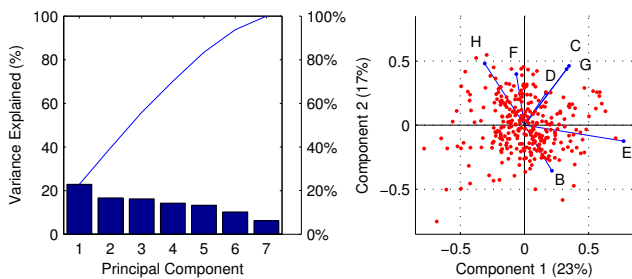 100 100%
80 80%
60 60%
40 40%
20 20%
0 0%
1 2 3 4 5 6 7
Principal Component
Variance Explained (%)
H F C G D E B
0.5
0
−0.5
−0.5 0 0.5
Component 1 (23%)
Component 2 (17%)